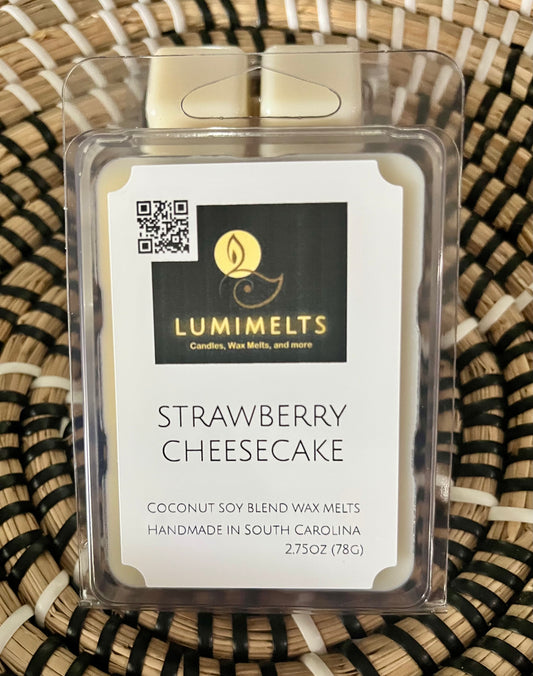 LUMIMELTS
Candles, Wax Melts, and more
STRAWBERRY
CHEESECAKE
COCONUT SOY BLEND WAX MELTS
HANDMADE IN SOUTH CAROLINA
2.75OZ (78G)